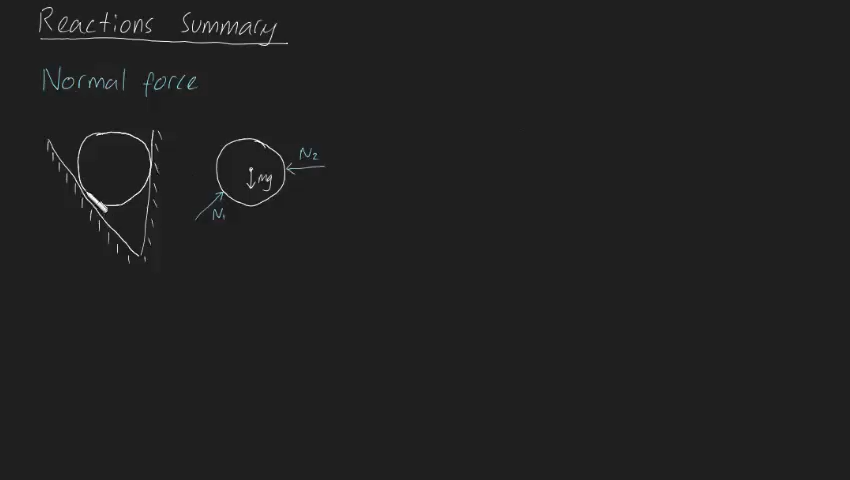 Reactions Summary
Normal force
N₂
mg
N₁